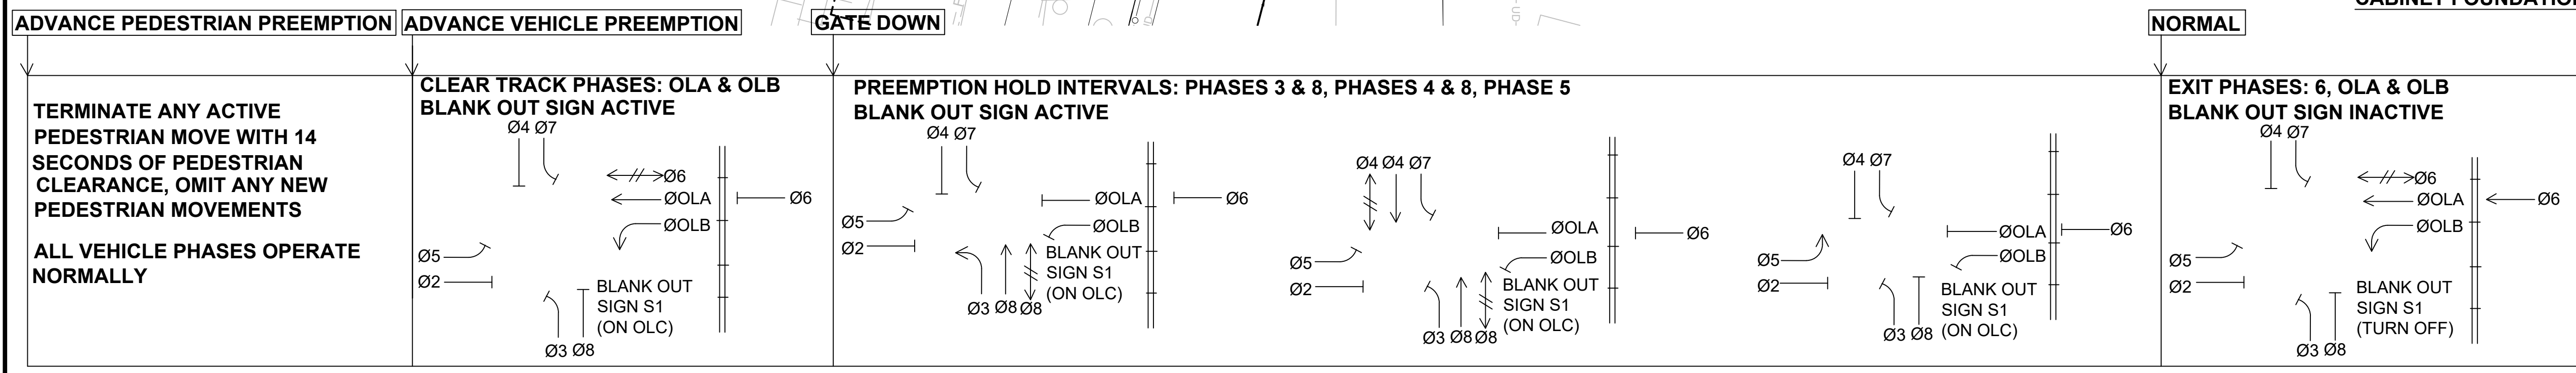 CABINET FOUNDATION
ADVANCE PEDESTRIAN PREEMPTION
ADVANCE VEHICLE PREEMPTION
GATE DOWN
NORMAL
UD
TERMINATE ANY ACTIVE
PEDESTRIAN MOVE WITH 14
SECONDS OF PEDESTRIAN
CLEARANCE, OMIT ANY NEW
PEDESTRIAN MOVEMENTS
ALL VEHICLE PHASES OPERATE
NORMALLY
CLEAR TRACK PHASES: OLA & OLB
BLANK OUT SIGN ACTIVE
Ø4 Ø7
Ø6
ØOLA
Ø6
ØOLB
Ø5
Ø2
BLANK OUT
SIGN S1
(ON OLC)
Ø3 Ø8
PREEMPTION HOLD INTERVALS: PHASES 3 & 8, PHASES 4 & 8, PHASE 5
BLANK OUT SIGN ACTIVE
Ø4 Ø7
ØOLA
Ø6
Ø5
ØOLB
Ø2
BLANK OUT
SIGN S1
(ON OLC)
Ø3 Ø8 Ø8
Ø4 Ø4 Ø7
ØOLA
Ø6
ØOLB
Ø5
Ø2
BLANK OUT
SIGN S1
(ON OLC)
Ø3 Ø8 Ø8
Ø4 Ø7
ØOLA
Ø6
ØOLB
Ø5
Ø2
BLANK OUT
SIGN S1
(ON OLC)
Ø3 Ø8
EXIT PHASES: 6, OLA & OLB
BLANK OUT SIGN INACTIVE
Ø4 Ø7
Ø6
ØOLA
Ø6
ØOLB
Ø5
Ø2
BLANK OUT
SIGN S1
(TURN OFF)
Ø3 Ø8